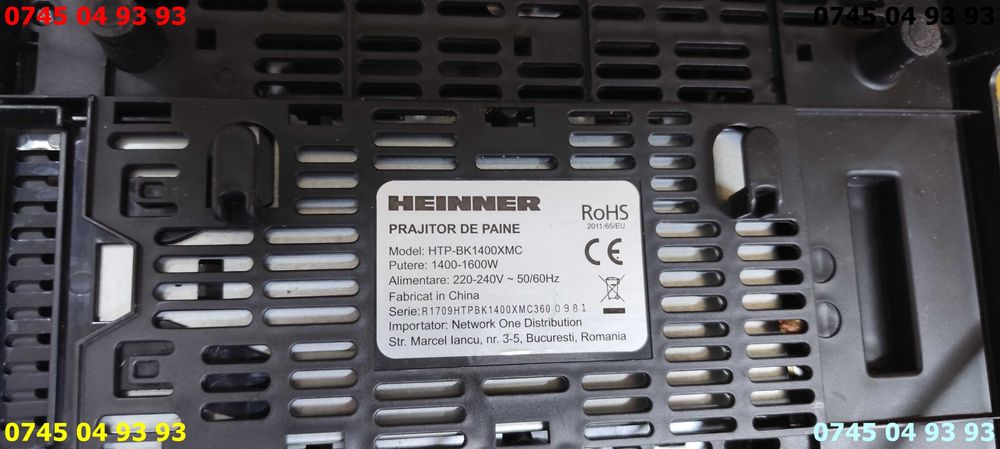 0745 04 93 93
0745 04 93 93
HEINNER
RoHS
2011/65/EU
PRAJITOR DE PAINE
Model: HTP-BK1400XMC
Putere: 1400-1600W
CE
Alimentare: 220-240V ~ 50/60Hz
Fabricat in China
Serie: R1709HTPBK1400XMC360 0981
Importator: Network One Distribution
Str. Marcel Iancu, nr. 3-5, Bucuresti, Romania
0745 04 93 93
0745 04 93 93